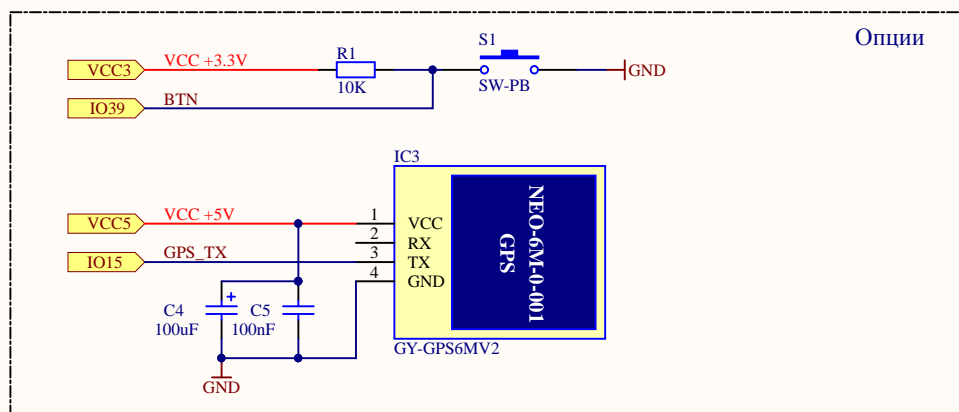 Опции
S1
VCC3
VCC +3.3V
R1
GND
10K
SW-PB
IO39
BTN
IC3
VCC5
VCC +5V
1
VCC
2
RX
IO15
GPS_TX
3
TX
4
GND
NEO-6M-0-001
GPS
C4
+
C5
100uF
100nF
GY-GPS6MV2
GND